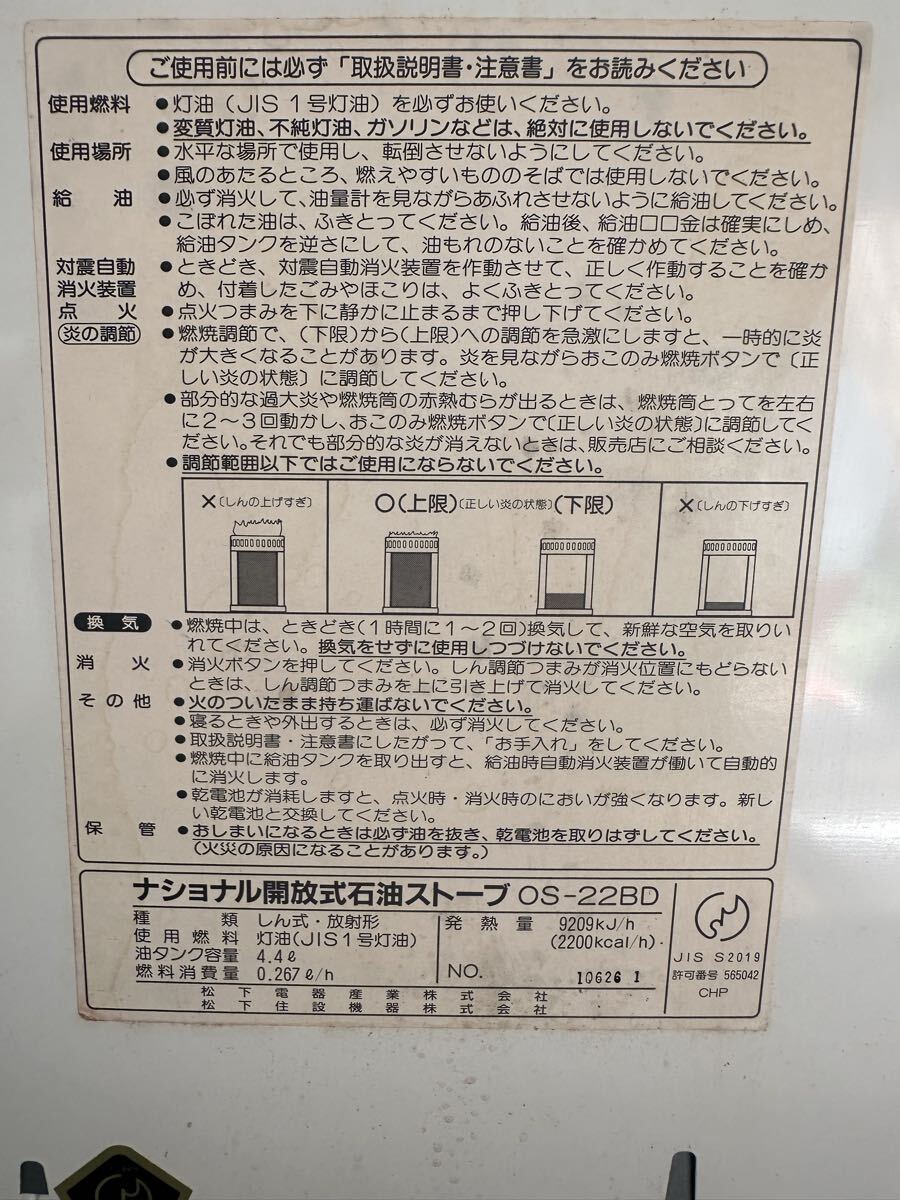 ご使用前には必ず「取扱説明書・注意書」をお読みください
使用燃料 ●灯油（JIS１号灯油）を必ずお使いください。
●変質灯油、不純灯油、ガソリンなどは、絶対に使用しないでください。
使用場所 ●水平な場所で使用し、転倒させないようにしてください。
●風のあたるところ、燃えやすいもののそばでは使用しないでください。
給油 ●必ず消火して、油量計を見ながらあふれさせないように給油してください。
●こぼれた油は、ふきとってください。給油後、給油口口金は確実にしめ、
給油タンクを逆さにして、油もれのないことを確かめてください。
対震自動 ●ときどき、対震自動消火装置を作動させて、正しく作動することを確か
消火装置 め、付着したごみやほこりは、よくふきとってください。
点火 ●点火つまみを下に静かに止まるまで押し下げてください。
炎の調節 ●燃焼調節で、(下限)から(上限)への調節を急激にしますと、一時的に炎
が大きくなることがあります。炎を見ながらおこのみ燃焼ボタンで〔正
しい炎の状態〕に調節してください。
●部分的な過大炎や燃焼筒の赤熱むらが出るときは、燃焼筒とってを左右
に２～３回動かし、おこのみ燃焼ボタンで〔正しい炎の状態〕に調節してく
ださい。それでも部分的な炎が消えないときは、販売店にご相談ください。
●調節範囲以下ではご使用にならないでください。
×〔しんの上げすぎ〕 ○(上限)〔正しい炎の状態〕(下限) ×〔しんの下げすぎ〕
換気 ●燃焼中は、ときどき(１時間に１～２回)換気して、新鮮な空気を取りい
れてください。換気をせずに使用しつづけないでください。
消火 ●消火ボタンを押してください。しん調節つまみが消火位置にもどらない
ときは、しん調節つまみを上に引き上げて消火してください。
その他 ●火のついたまま持ち運ばないでください。
●寝るときや外出するときは、必ず消火してください。
●取扱説明書・注意書にしたがって、「お手入れ」をしてください。
●燃焼中に給油タンクを取り出すと、給油時自動消火装置が働いて自動的
に消火します。
●乾電池が消耗しますと、点火時・消火時のにおいが強くなります。新し
い乾電池と交換してください。
保管 ●おしまいになるときは必ず油を抜き、乾電池を取りはずしてください。
(火災の原因になることがあります。)
ナショナル開放式石油ストーブ OS-22BD
種類 しん式・放射形
使用燃料 灯油(JIS１号灯油)
油タンク容量 4.4ℓ
燃料消費量 0.267ℓ/h
発熱量 9209kJ/h
(2200kcal/h)
NO. 10626 1
JIS S2019
許可番号 565042
CHP
松下電器産業株式会社
松下住設機器株式会社